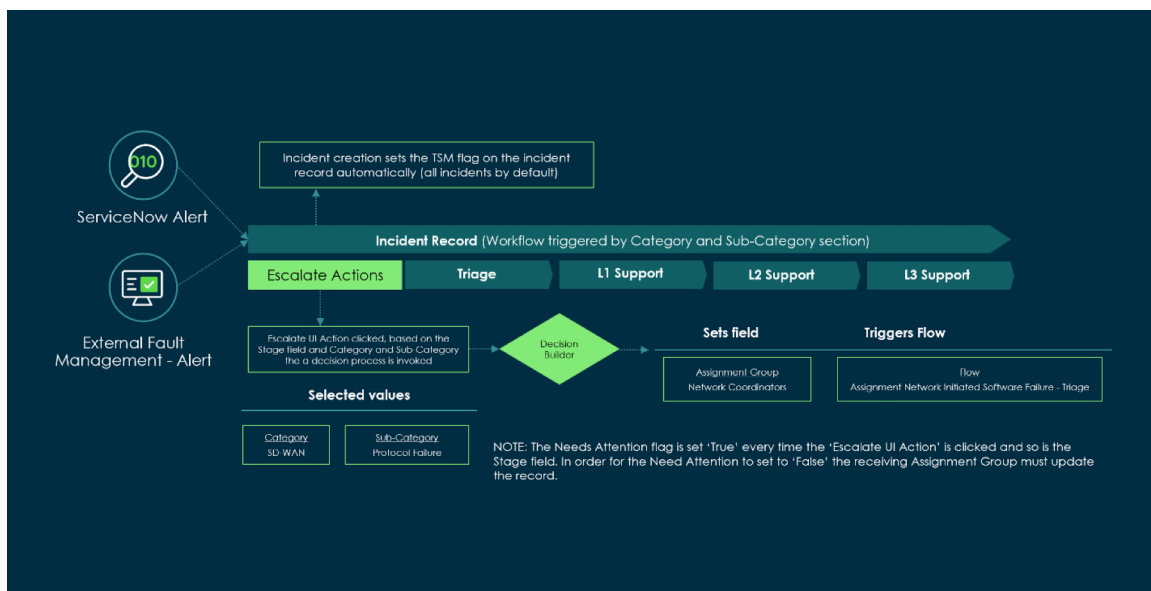 010
ServiceNow Alert
External Fault
Management - Alert
Incident creation sets the TSM flag on the incident
record automatically (all incidents by default)
Incident Record (Workflow triggered by Category and Sub-Category section)
Escalate Actions
Triage
L1 Support
L2 Support
L3 Support
Escalate UI Action clicked, based on the
Stage field and Category and Sub-Category
the a decision process is invoked
Decision
Builder
Sets field
Triggers Flow
Assignment Group
Network Coordinators
Flow
Assignment Network Initiated Software Failure - Triage
Selected values
Category
SD-WAN
Sub-Category
Protocol Failure
NOTE: The Needs Attention flag is set ‘True’ every time the ‘Escalate UI Action’ is clicked and so is the
Stage field. In order for the Need Attention to set to ‘False’ the receiving Assignment Group must update
the record.